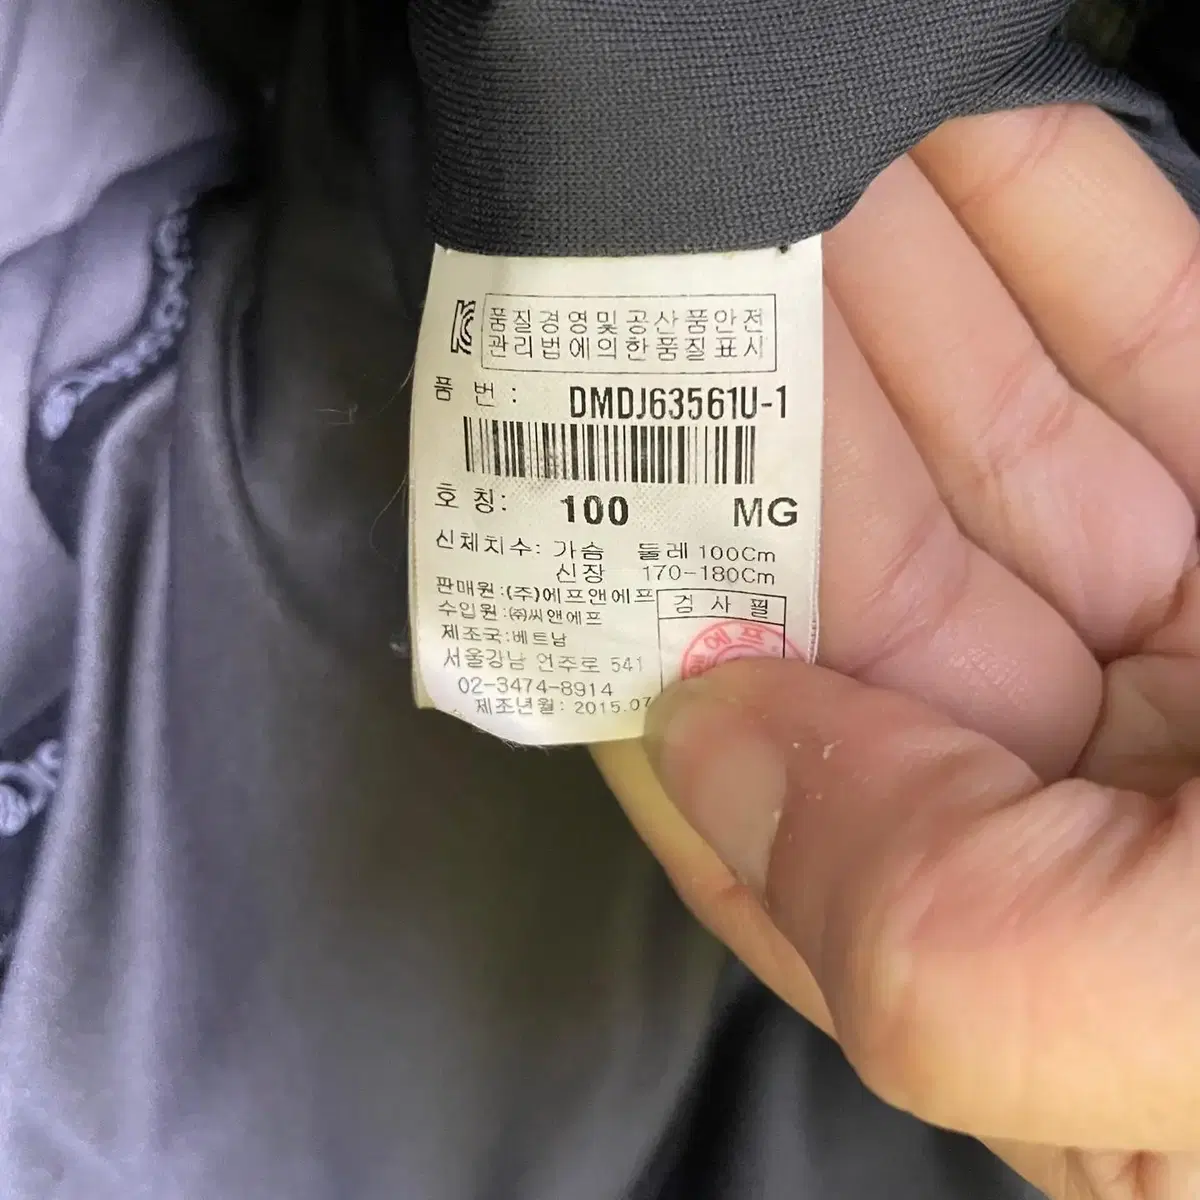 품질경영및공산품안전
관리법에의한품질표시
품 번 : DMDJ63561U-1
호 칭: 100 MG
신체치수: 가슴 둘레 100Cm
신장 170-180Cm
판매원:(주)에프앤에프
수입원:㈜씨앤에프
제조국:베트남
서울강남 언주로 541
02-3474-8914
제조년월: 2015.07
검 사 필
에프